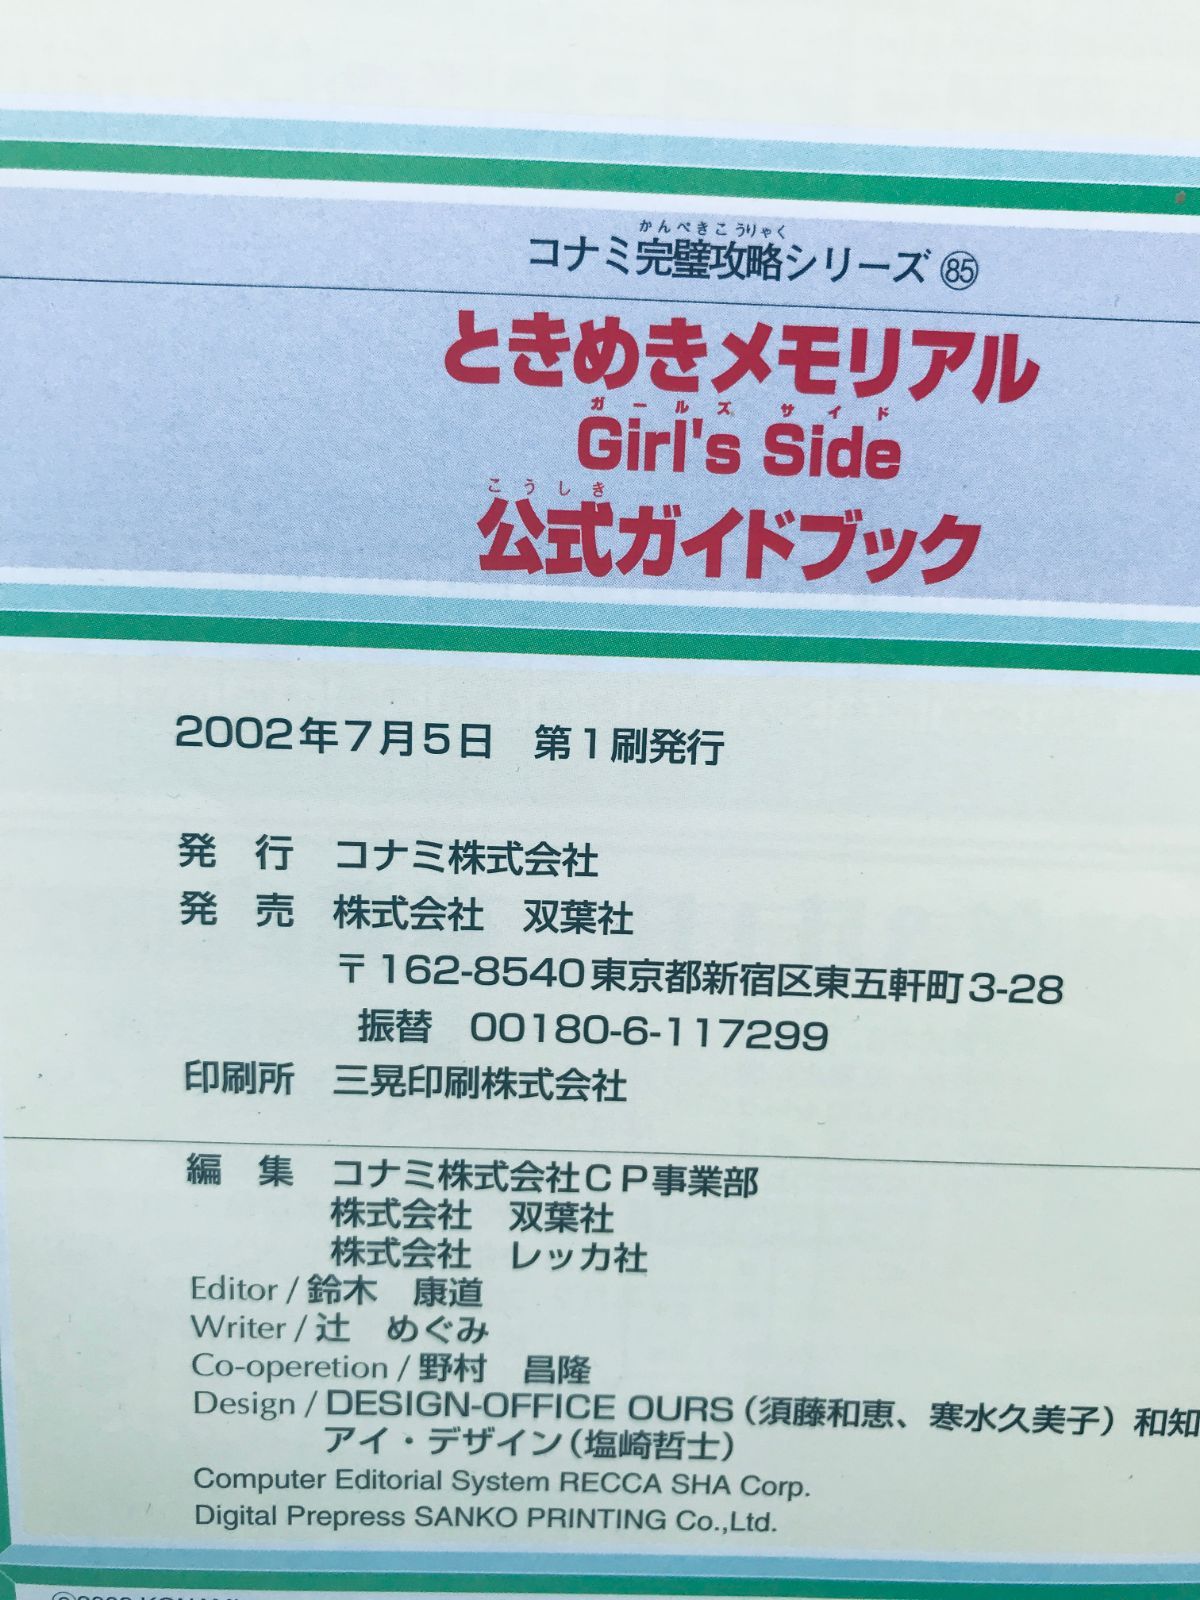 かんぺきこうりゃく
コナミ完璧攻略シリーズ 85
ときめきメモリアル
ガールズ サイド
Girl's Side
こうしき
公式ガイドブック
2002年7月5日 第1刷発行
発 行 コナミ株式会社
発 売 株式会社 双葉社
〒162-8540東京都新宿区東五軒町3-28
振替 00180-6-117299
印刷所 三晃印刷株式会社
編 集 コナミ株式会社CP事業部
株式会社 双葉社
株式会社 レッカ社
Editor / 鈴木 康道
Writer / 辻 めぐみ
Co-operetion / 野村 昌隆
Design / DESIGN-OFFICE OURS（須藤和恵、寒水久美子）和知
アイ・デザイン（塩崎哲士）
Computer Editorial System RECCA SHA Corp.
Digital Prepress SANKO PRINTING Co.,Ltd.